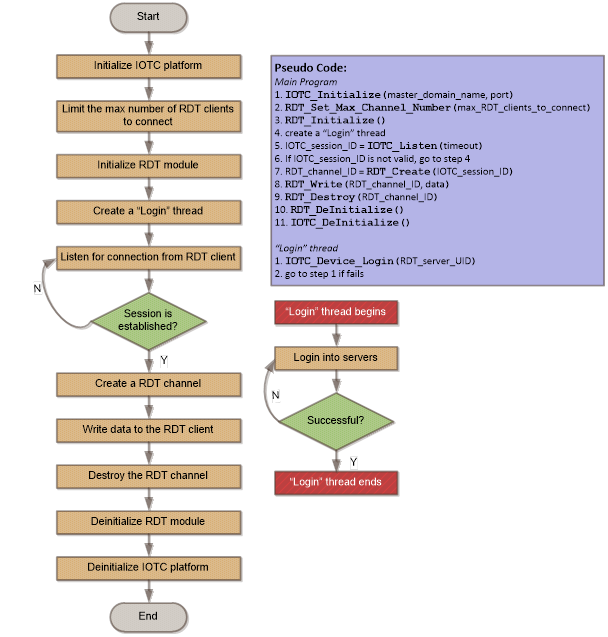 Start
Initialize IOTC platform
Limit the max number of RDT clients
to connect
Initialize RDT module
Create a “Login” thread
Listen for connection from RDT client
N
Session is
established?
Y
Create a RDT channel
Write data to the RDT client
Destroy the RDT channel
Deinitialize RDT module
Deinitialize IOTC platform
End
Pseudo Code:
Main Program
1. IOTC_Initialize (master_domain_name, port)
2. RDT_Set_Max_Channel_Number (max_RDT_clients_to_connect)
3. RDT_Initialize()
4. create a “Login” thread
5. IOTC_session_ID = IOTC_Listen (timeout)
6. If IOTC_session_ID is not valid, go to step 4
7. RDT_channel_ID = RDT_Create (IOTC_session_ID)
8. RDT_Write (RDT_channel_ID, data)
9. RDT_Destroy (RDT_channel_ID)
10. RDT_DeInitialize()
11. IOTC_DeInitialize()
“Login” thread
1. IOTC_Device_Login (RDT_server_UID)
2. go to step 1 if fails
“Login” thread begins
Login into servers
N
Successful?
Y
“Login” thread ends